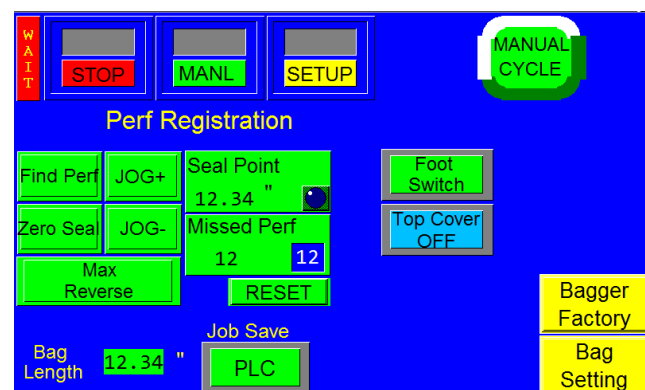 WAIT
STOP
MANL
SETUP
MANUAL
CYCLE
Perf Registration
Find Perf
JOG+
Seal Point
12.34 "
Foot
Switch
Zero Seal
JOG-
Missed Perf
12
12
Top Cover
OFF
Max
Reverse
RESET
Bagger
Factory
Job Save
Bag
Length
12.34 "
PLC
Bag
Setting